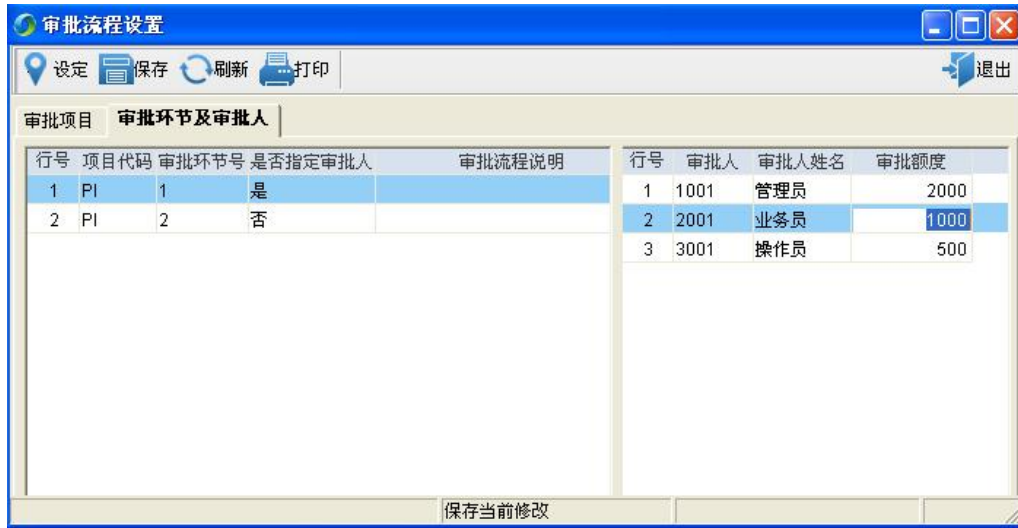 审批流程设置
设定 保存 刷新 打印 退出
审批项目 审批环节及审批人
行号 项目代码 审批环节号 是否指定审批人 审批流程说明 行号 审批人 审批人姓名 审批额度
1 PI 1 是 1 1001 管理员 2000
2 PI 2 否 2 2001 业务员 1000
3 3001 操作员 500
保存当前修改